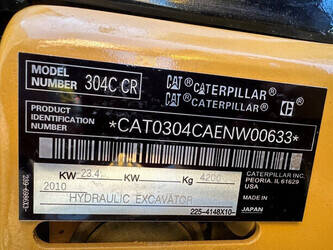 MODEL NUMBER 304C CR
CAT CATERPILLAR®
CAT CATERPILLAR®
PRODUCT IDENTIFICATION NUMBER
*CAT0304CAENW00633*
KW 23.4 KW Kg 4200
2010
HYDRAULIC EXCAVATOR
CATERPILLAR INC.
PEORIA, IL 61629
USA
225-4148X10-
MADE IN JAPAN